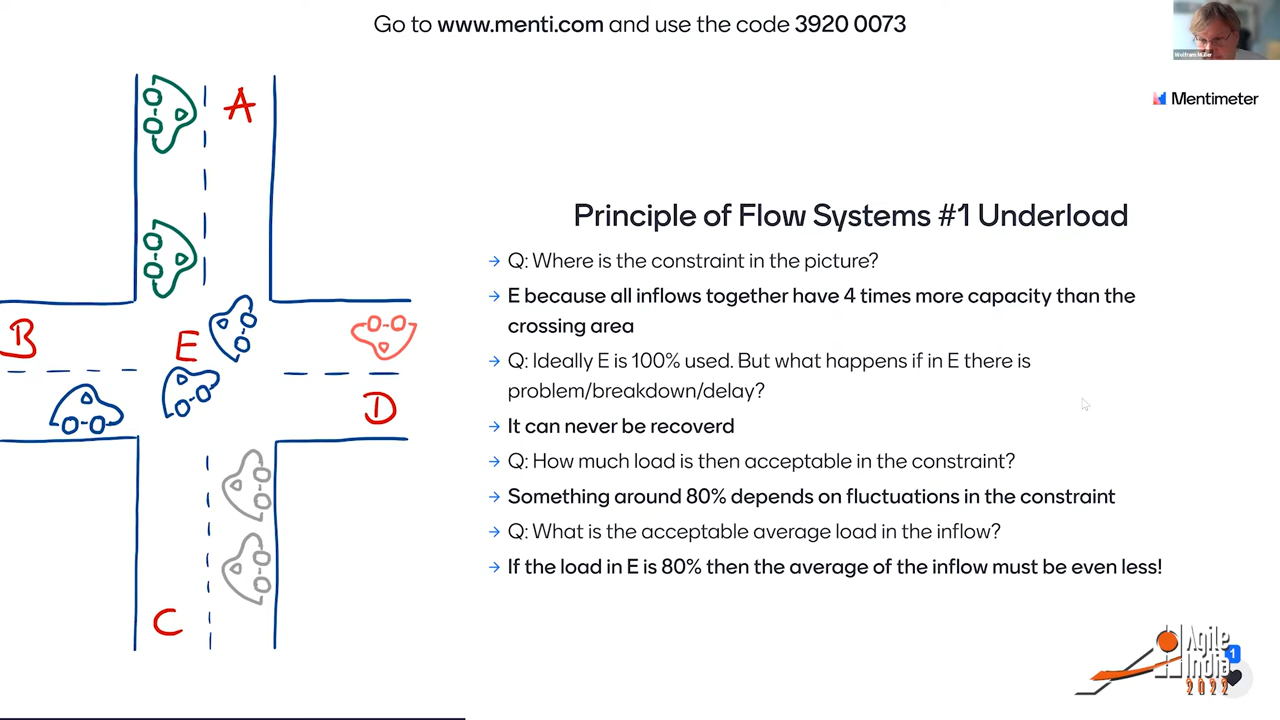 Go to www.menti.com and use the code 3920 0073
Wolfram Müller
Mentimeter
A
B
E
D
C
Principle of Flow Systems #1 Underload
→ Q: Where is the constraint in the picture?
→ E because all inflows together have 4 times more capacity than the
crossing area
→ Q: Ideally E is 100% used. But what happens if in E there is
problem/breakdown/delay?
→ It can never be recoverd
→ Q: How much load is then acceptable in the constraint?
→ Something around 80% depends on fluctuations in the constraint
→ Q: What is the acceptable average load in the inflow?
→ If the load in E is 80% then the average of the inflow must be even less!
Agile
India
2022
1